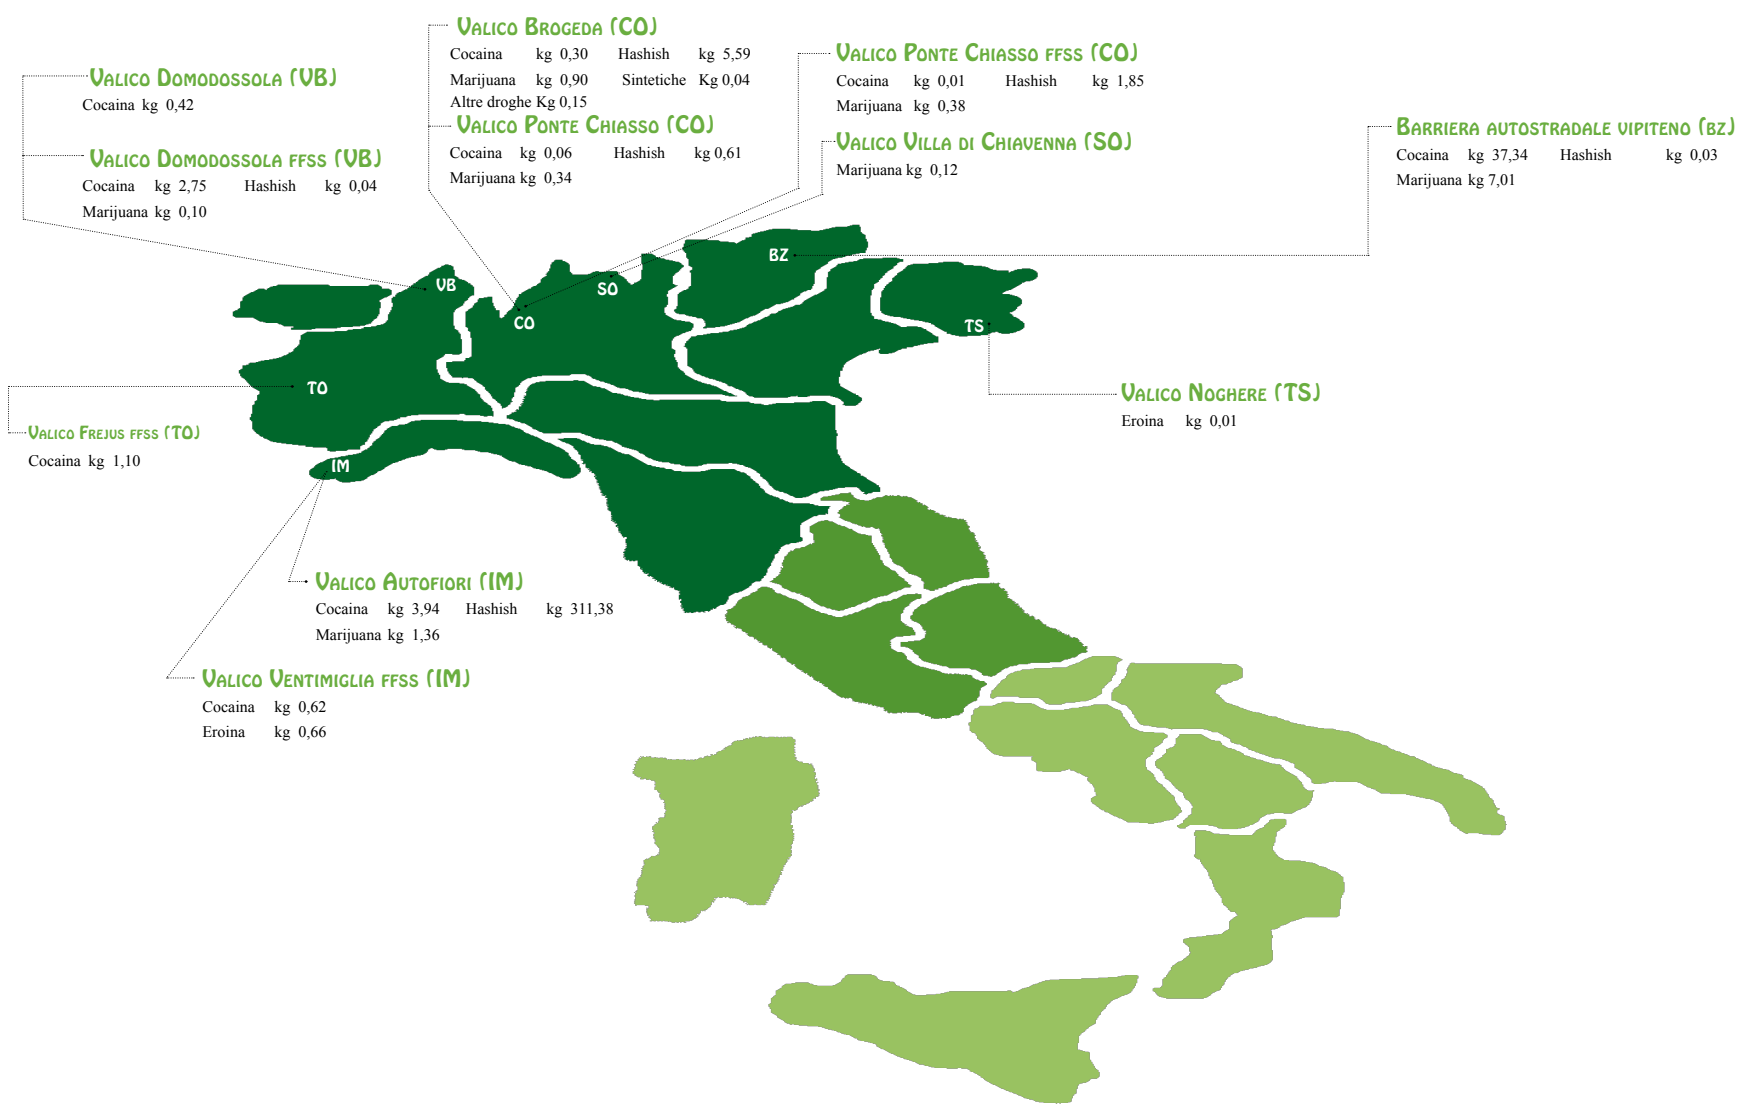 Valico Domodossola (VB)
Cocaina kg 0,42
Valico Domodossola ffss (VB)
Cocaina kg 2,75 Hashish kg 0,04
Marijuana kg 0,10
Valico Brogeda (CO)
Cocaina kg 0,30 Hashish kg 5,59
Marijuana kg 0,90 Sintetiche Kg 0,04
Altre droghe Kg 0,15
Valico Ponte Chiasso (CO)
Cocaina kg 0,06 Hashish kg 0,61
Marijuana kg 0,34
Valico Ponte Chiasso ffss (CO)
Cocaina kg 0,01 Hashish kg 1,85
Marijuana kg 0,38
Valico Villa di Chiavenna (SO)
Marijuana kg 0,12
Barriera autostradale vipiteno (bz)
Cocaina kg 37,34 Hashish kg 0,03
Marijuana kg 7,01
BZ
VB
SO
CO
TS
TO
IM
Valico Noghere (TS)
Eroina kg 0,01
Valico Frejus ffss (TO)
Cocaina kg 1,10
Valico Autofiori (IM)
Cocaina kg 3,94 Hashish kg 311,38
Marijuana kg 1,36
Valico Ventimiglia ffss (IM)
Cocaina kg 0,62
Eroina kg 0,66